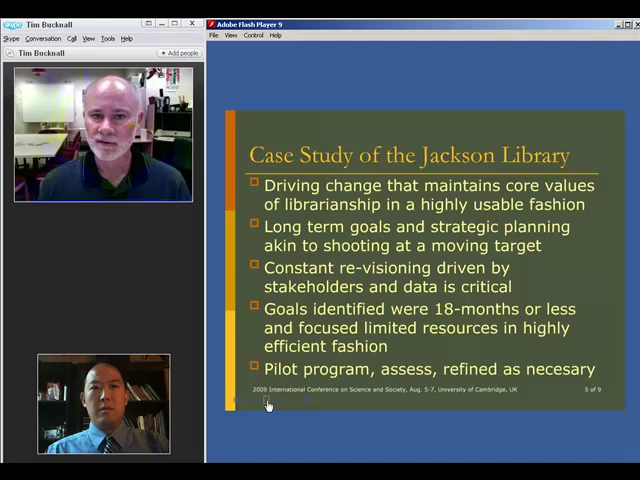 Tim Bucknall
Skype Conversation Call View Tools Help
Tim Bucknall
Add people
Adobe Flash Player 9
File View Control Help
Case Study of the Jackson Library
Driving change that maintains core values
of librarianship in a highly usable fashion
Long term goals and strategic planning
akin to shooting at a moving target
Constant re-visioning driven by
stakeholders and data is critical
Goals identified were 18-months or less
and focused limited resources in highly
efficient fashion
Pilot program, assess, refined as necesary
2009 International Conference on Science and Society, Aug. 5-7, University of Cambridge, UK
5 of 9